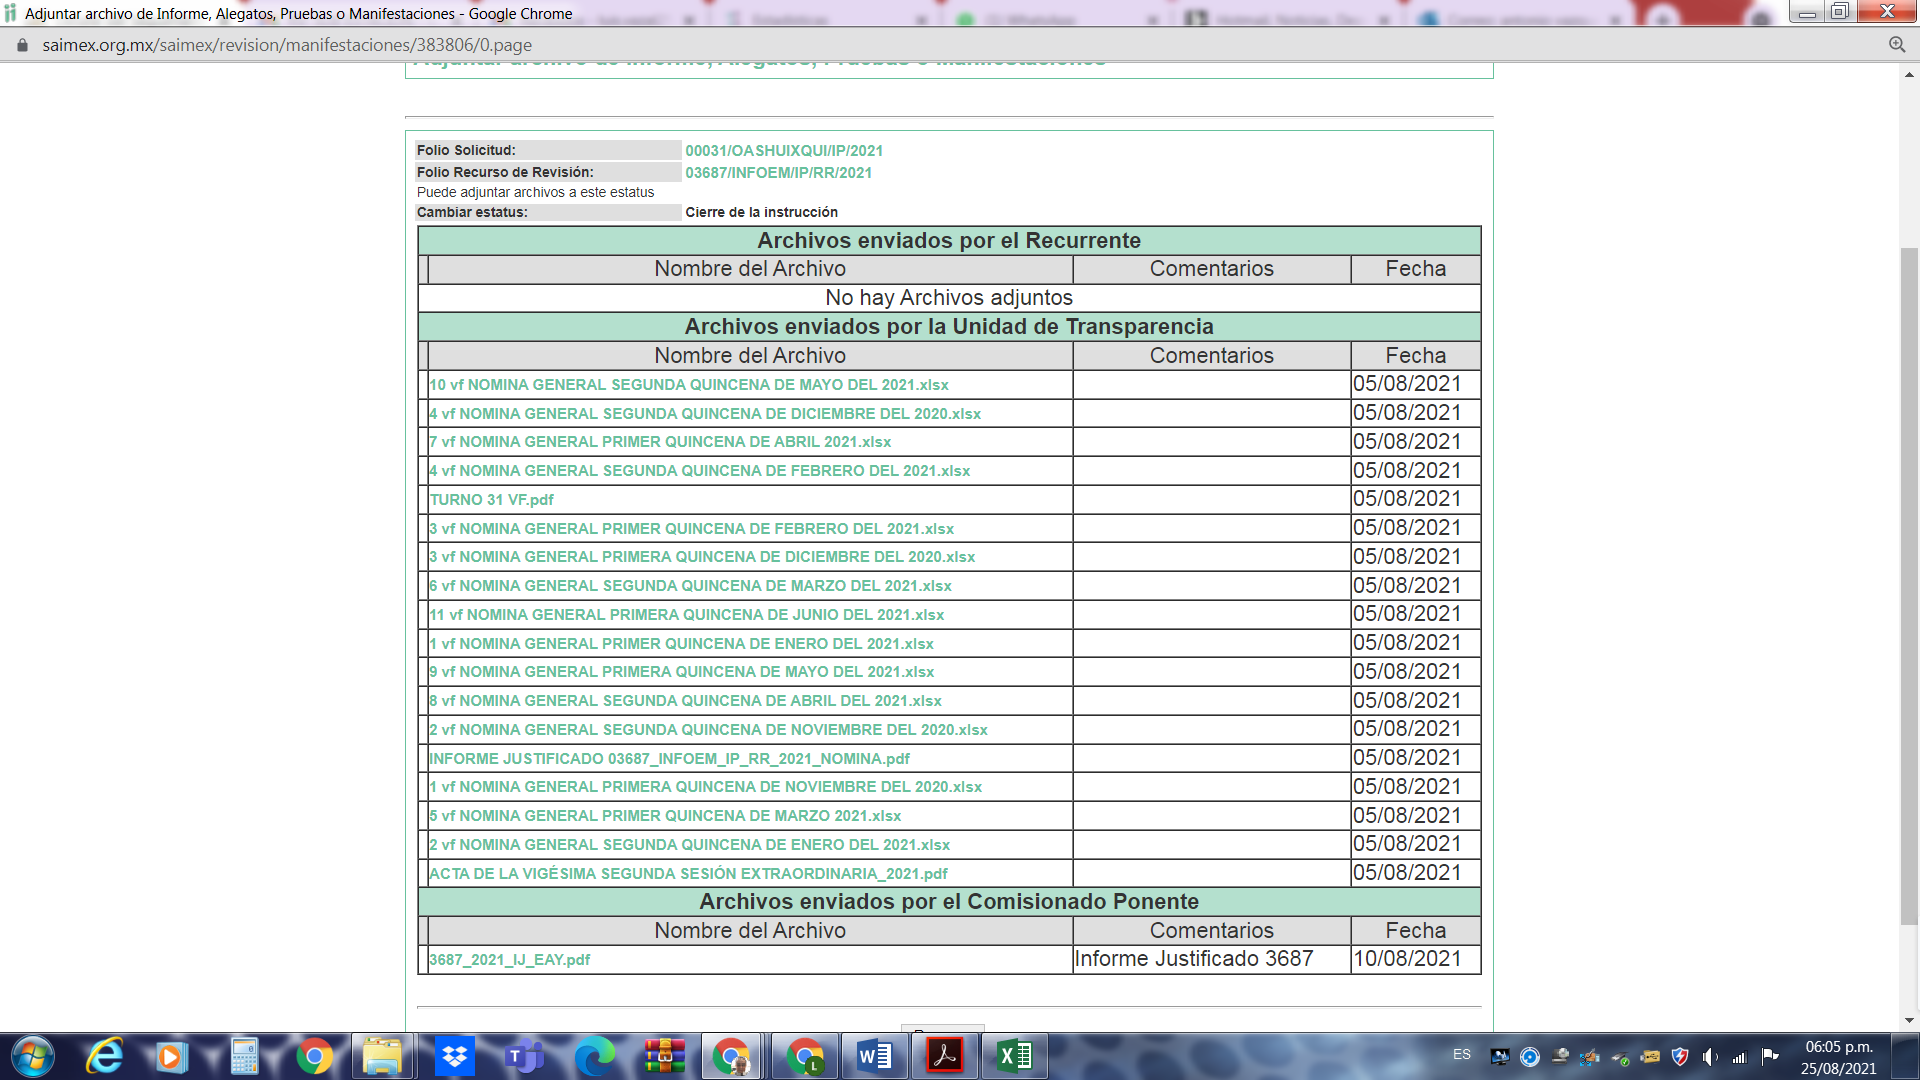 Adjuntar archivo de Informe, Alegatos, Pruebas o Manifestaciones - Google Chrome
saimex.org.mx/saimex/revision/manifestaciones/383806/0.page
Adjuntar archivo de Informe, Alegatos, Pruebas o Manifestaciones
Folio Solicitud: 00031/OASHUIXQUI/IP/2021
Folio Recurso de Revisión: 03687/INFOEM/IP/RR/2021
Puede adjuntar archivos a este estatus
Cambiar estatus: Cierre de la instrucción
Archivos enviados por el Recurrente
Nombre del Archivo Comentarios Fecha
No hay Archivos adjuntos
Archivos enviados por la Unidad de Transparencia
Nombre del Archivo Comentarios Fecha
10 vf NOMINA GENERAL SEGUNDA QUINCENA DE MAYO DEL 2021.xlsx 05/08/2021
4 vf NOMINA GENERAL SEGUNDA QUINCENA DE DICIEMBRE DEL 2020.xlsx 05/08/2021
7 vf NOMINA GENERAL PRIMER QUINCENA DE ABRIL 2021.xlsx 05/08/2021
4 vf NOMINA GENERAL SEGUNDA QUINCENA DE FEBRERO DEL 2021.xlsx 05/08/2021
TURNO 31 VF.pdf 05/08/2021
3 vf NOMINA GENERAL PRIMER QUINCENA DE FEBRERO DEL 2021.xlsx 05/08/2021
3 vf NOMINA GENERAL PRIMERA QUINCENA DE DICIEMBRE DEL 2020.xlsx 05/08/2021
6 vf NOMINA GENERAL SEGUNDA QUINCENA DE MARZO DEL 2021.xlsx 05/08/2021
11 vf NOMINA GENERAL PRIMERA QUINCENA DE JUNIO DEL 2021.xlsx 05/08/2021
1 vf NOMINA GENERAL PRIMER QUINCENA DE ENERO DEL 2021.xlsx 05/08/2021
9 vf NOMINA GENERAL PRIMERA QUINCENA DE MAYO DEL 2021.xlsx 05/08/2021
8 vf NOMINA GENERAL SEGUNDA QUINCENA DE ABRIL DEL 2021.xlsx 05/08/2021
2 vf NOMINA GENERAL SEGUNDA QUINCENA DE NOVIEMBRE DEL 2020.xlsx 05/08/2021
INFORME JUSTIFICADO 03687_INFOEM_IP_RR_2021_NOMINA.pdf 05/08/2021
1 vf NOMINA GENERAL PRIMERA QUINCENA DE NOVIEMBRE DEL 2020.xlsx 05/08/2021
5 vf NOMINA GENERAL PRIMER QUINCENA DE MARZO 2021.xlsx 05/08/2021
2 vf NOMINA GENERAL SEGUNDA QUINCENA DE ENERO DEL 2021.xlsx 05/08/2021
ACTA DE LA VIGÉSIMA SEGUNDA SESIÓN EXTRAORDINARIA_2021.pdf 05/08/2021
Archivos enviados por el Comisionado Ponente
Nombre del Archivo Comentarios Fecha
3687_2021_IJ_EAY.pdf Informe Justificado 3687 10/08/2021
ES
06:05 p.m.
25/08/2021